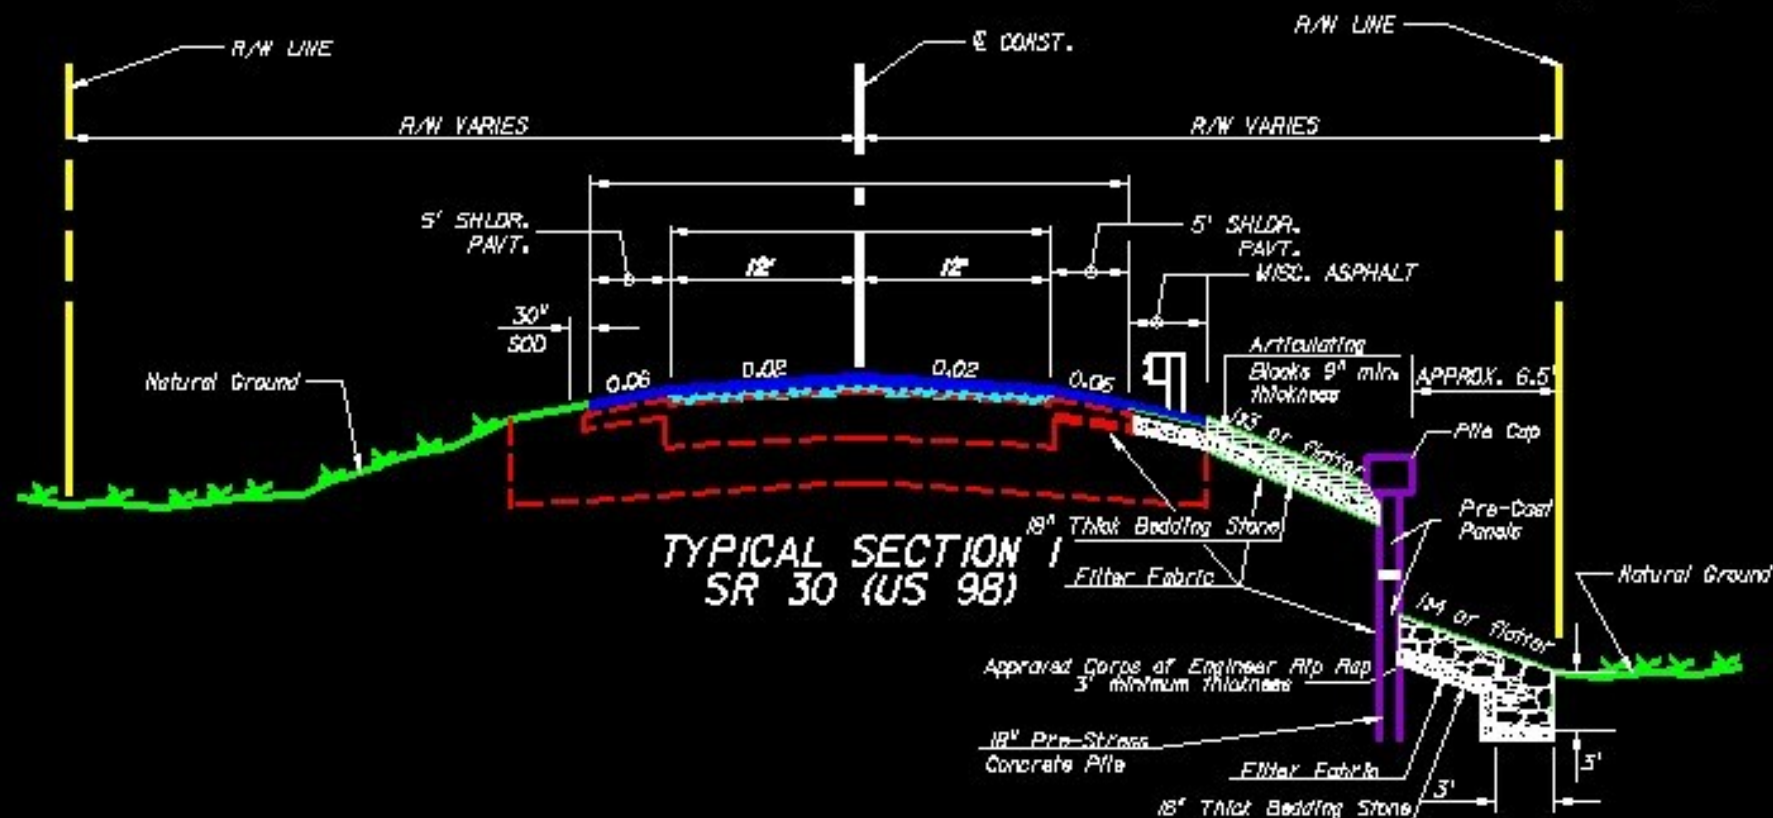 R/W LINE
℄ CONST.
R/W LINE
R/W VARIES
R/W VARIES
5' SHLDR.
PAVT.
5' SHLDR.
PAVT.
12'
12'
MISC. ASPHALT
30"
SOD
Natural Ground
0.06
0.02
0.02
0.06
Articulating
Blocks 9" min.
thickness
APPROX. 6.5'
1:3 or flatter
Pile Cap
Pre-Cast
Panels
18" Thick Bedding Stone
TYPICAL SECTION 1
SR 30 (US 98)
Filter Fabric
Natural Ground
1:4 or flatter
Approved Corps of Engineer Rip Rap
3' minimum thickness
18" Pre-Stress
Concrete Pile
Filter Fabric
3'
3'
18" Thick Bedding Stone